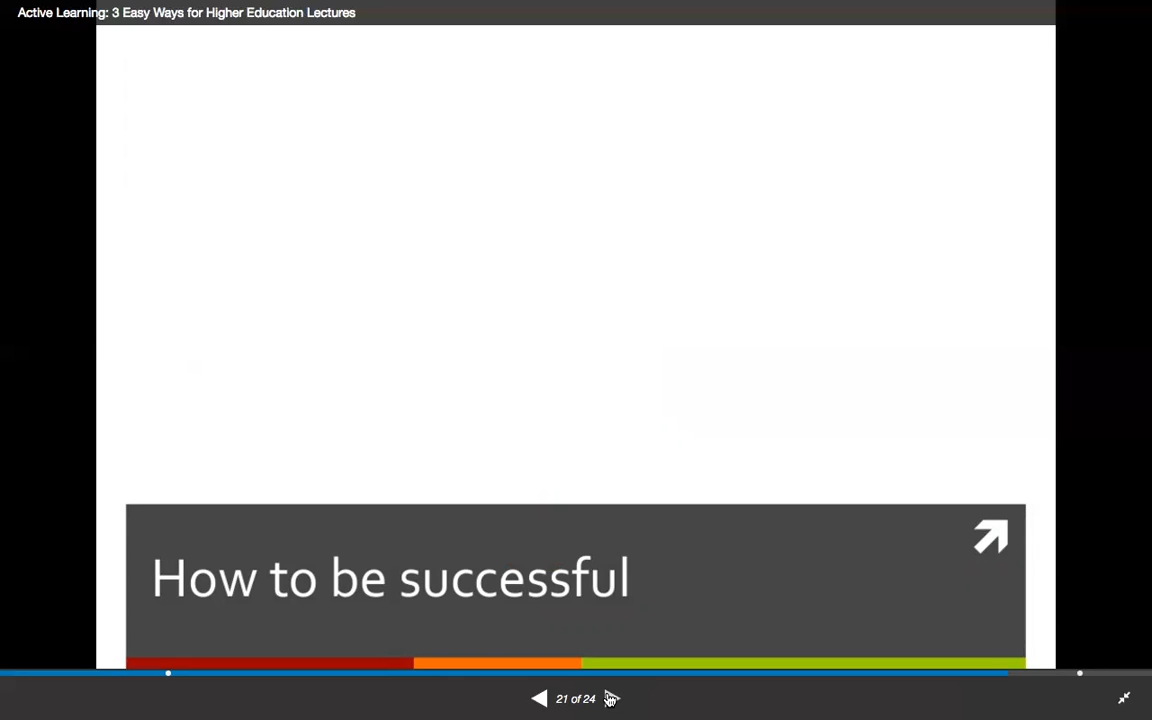 Active Learning: 3 Easy Ways for Higher Education Lectures
How to be successful
21 of 24